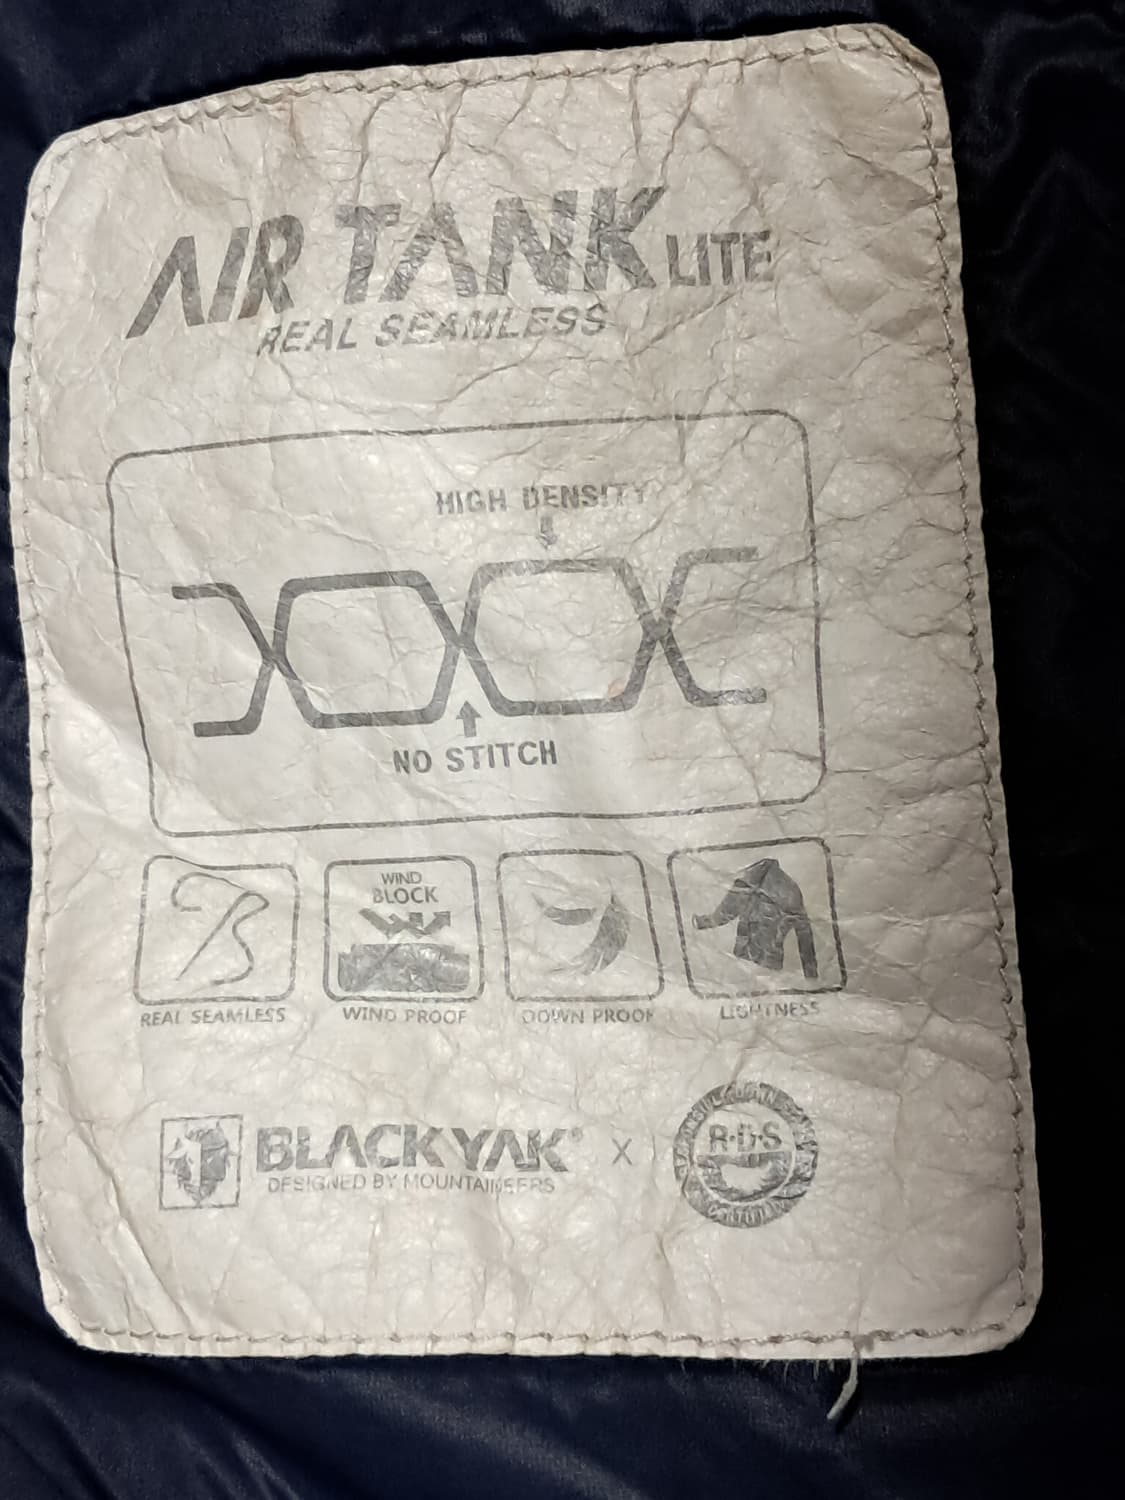 AIR TANK LITE
REAL SEAMLESS
HIGH DENSITY
NO STITCH
WIND
BLOCK
REAL SEAMLESS
WIND PROOF
DOWN PROOF
LIGHTNESS
BLACKYAK®
DESIGNED BY MOUNTAINEERS
X
R·D·S